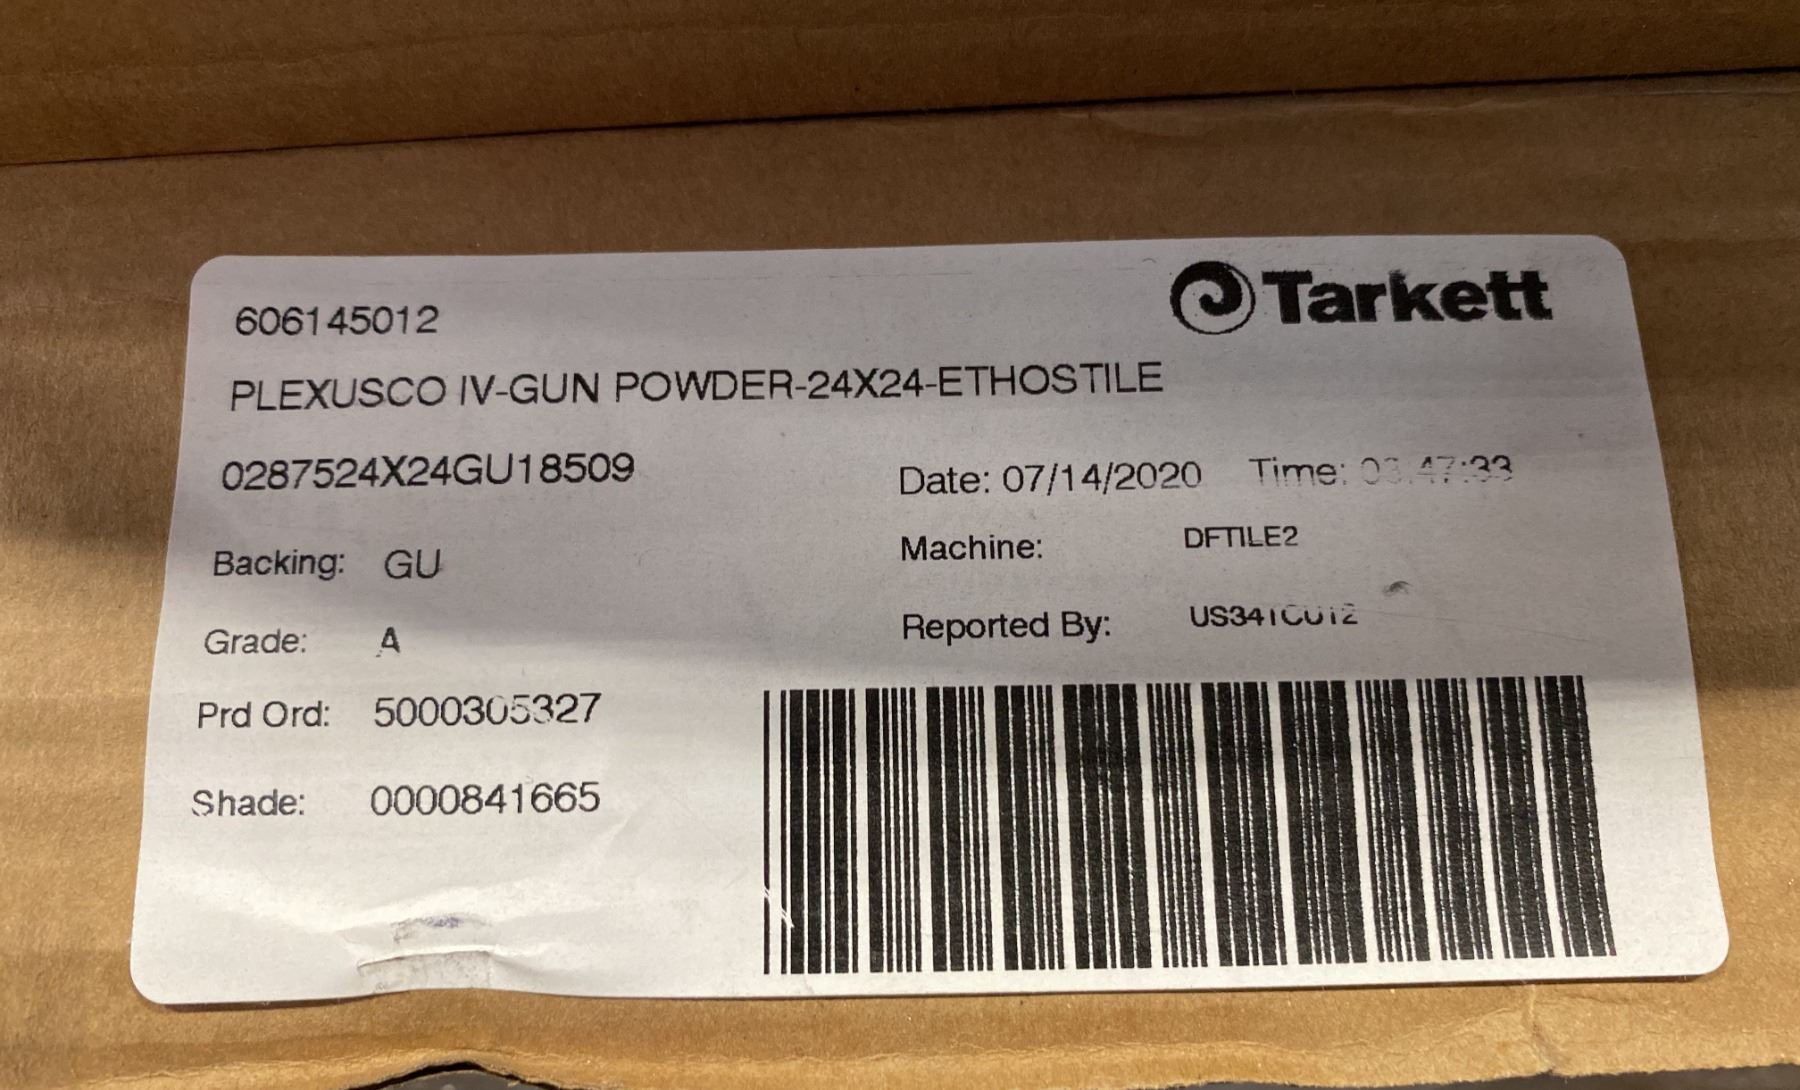 606145012
Tarkett
PLEXUSCO IV-GUN POWDER-24X24-ETHOSTILE
0287524X24GU18509
Date: 07/14/2020 Time:
Backing: GU
Machine: DFTILE2
Grade: A
Reported By:
Prd Ord: 5000305327
Shade: 0000841665